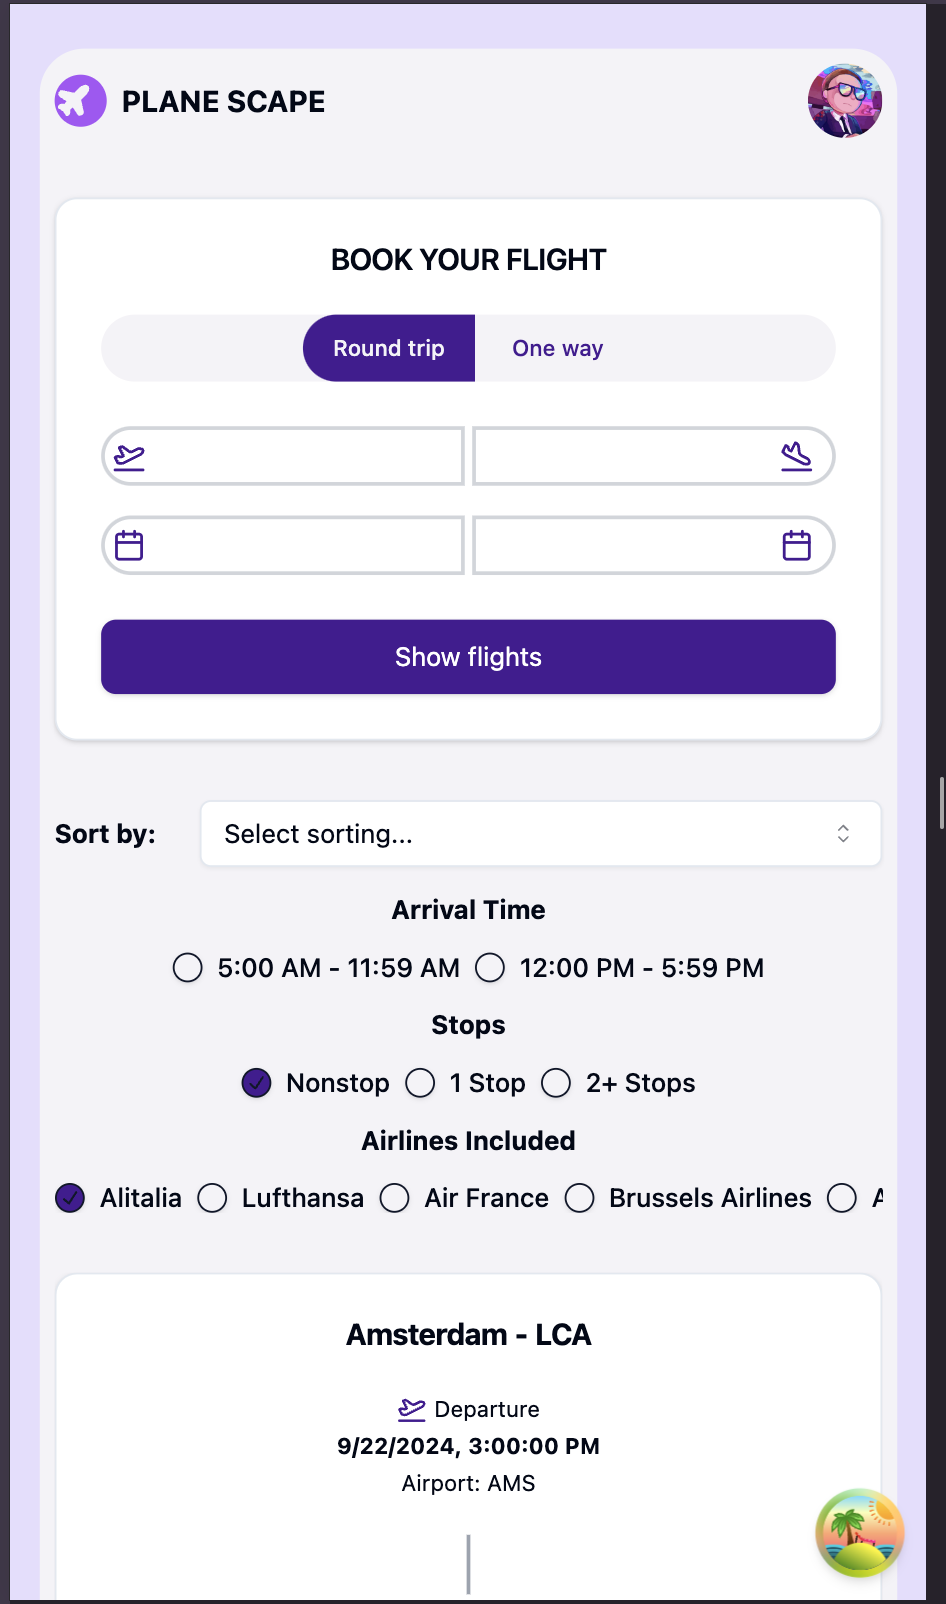 PLANE SCAPE
BOOK YOUR FLIGHT
Round trip One way
Show flights
Sort by: Select sorting...
Arrival Time
5:00 AM - 11:59 AM 12:00 PM - 5:59 PM
Stops
Nonstop 1 Stop 2+ Stops
Airlines Included
Alitalia Lufthansa Air France Brussels Airlines
Amsterdam - LCA
Departure
9/22/2024, 3:00:00 PM
Airport: AMS